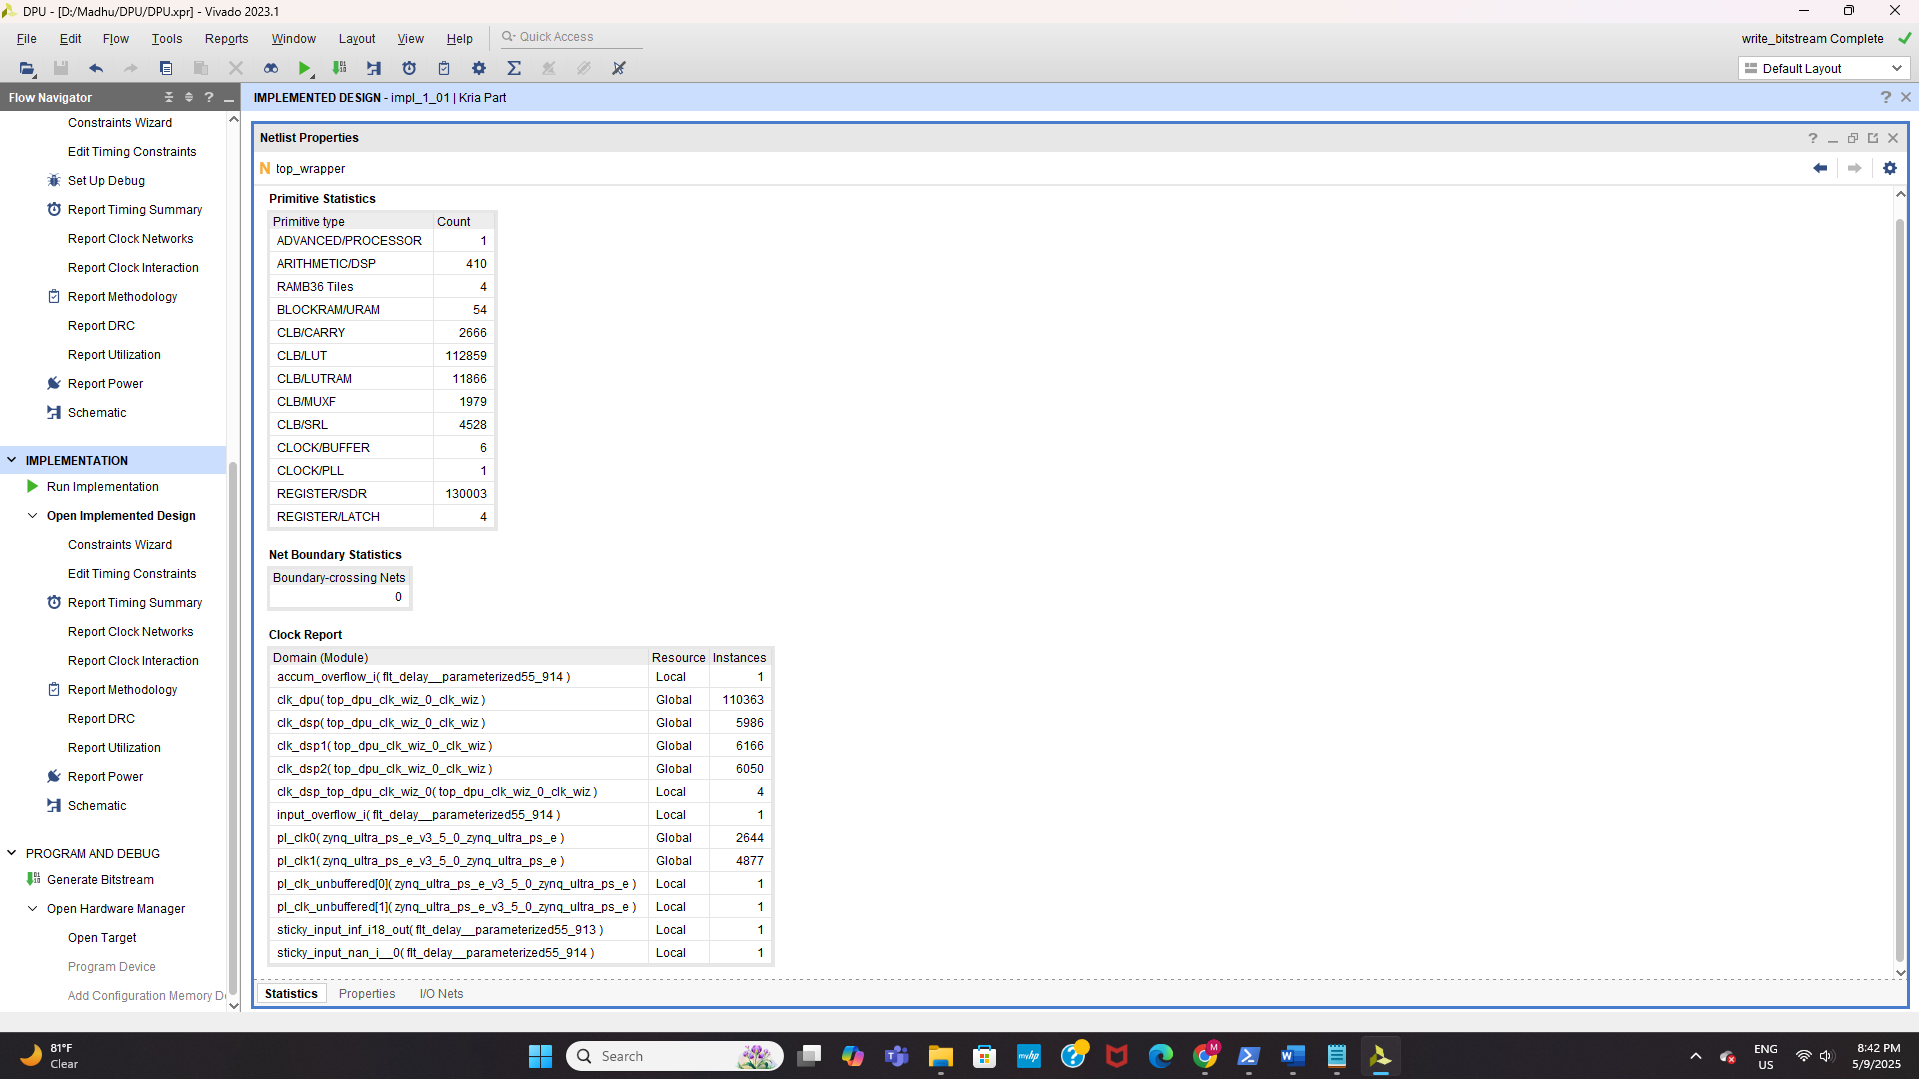 DPU - [D:/Madhu/DPU/DPU.xpr] - Vivado 2023.1
File Edit Flow Tools Reports Window Layout View Help Quick Access
write_bitstream Complete
Default Layout
Flow Navigator
Constraints Wizard
Edit Timing Constraints
Set Up Debug
Report Timing Summary
Report Clock Networks
Report Clock Interaction
Report Methodology
Report DRC
Report Utilization
Report Power
Schematic
IMPLEMENTATION
Run Implementation
Open Implemented Design
Constraints Wizard
Edit Timing Constraints
Report Timing Summary
Report Clock Networks
Report Clock Interaction
Report Methodology
Report DRC
Report Utilization
Report Power
Schematic
PROGRAM AND DEBUG
Generate Bitstream
Open Hardware Manager
Open Target
Program Device
Add Configuration Memory D
IMPLEMENTED DESIGN - impl_1_01 | Kria Part
Netlist Properties
N top_wrapper
Primitive Statistics
Primitive type Count
ADVANCED/PROCESSOR 1
ARITHMETIC/DSP 410
RAMB36 Tiles 4
BLOCKRAM/URAM 54
CLB/CARRY 2666
CLB/LUT 112859
CLB/LUTRAM 11866
CLB/MUXF 1979
CLB/SRL 4528
CLOCK/BUFFER 6
CLOCK/PLL 1
REGISTER/SDR 130003
REGISTER/LATCH 4
Net Boundary Statistics
Boundary-crossing Nets
0
Clock Report
Domain (Module) Resource Instances
accum_overflow_i( flt_delay__parameterized55_914 ) Local 1
clk_dpu( top_dpu_clk_wiz_0_clk_wiz ) Global 110363
clk_dsp( top_dpu_clk_wiz_0_clk_wiz ) Global 5986
clk_dsp1( top_dpu_clk_wiz_0_clk_wiz ) Global 6166
clk_dsp2( top_dpu_clk_wiz_0_clk_wiz ) Global 6050
clk_dsp_top_dpu_clk_wiz_0( top_dpu_clk_wiz_0_clk_wiz ) Local 4
input_overflow_i( flt_delay__parameterized55_914 ) Local 1
pl_clk0( zynq_ultra_ps_e_v3_5_0_zynq_ultra_ps_e ) Global 2644
pl_clk1( zynq_ultra_ps_e_v3_5_0_zynq_ultra_ps_e ) Global 4877
pl_clk_unbuffered[0]( zynq_ultra_ps_e_v3_5_0_zynq_ultra_ps_e ) Local 1
pl_clk_unbuffered[1]( zynq_ultra_ps_e_v3_5_0_zynq_ultra_ps_e ) Local 1
sticky_input_inf_i18_out( flt_delay__parameterized55_913 ) Local 1
sticky_input_nan_i__0( flt_delay__parameterized55_914 ) Local 1
Statistics Properties I/O Nets
81°F
Clear
Search
ENG
US
8:42 PM
5/9/2025